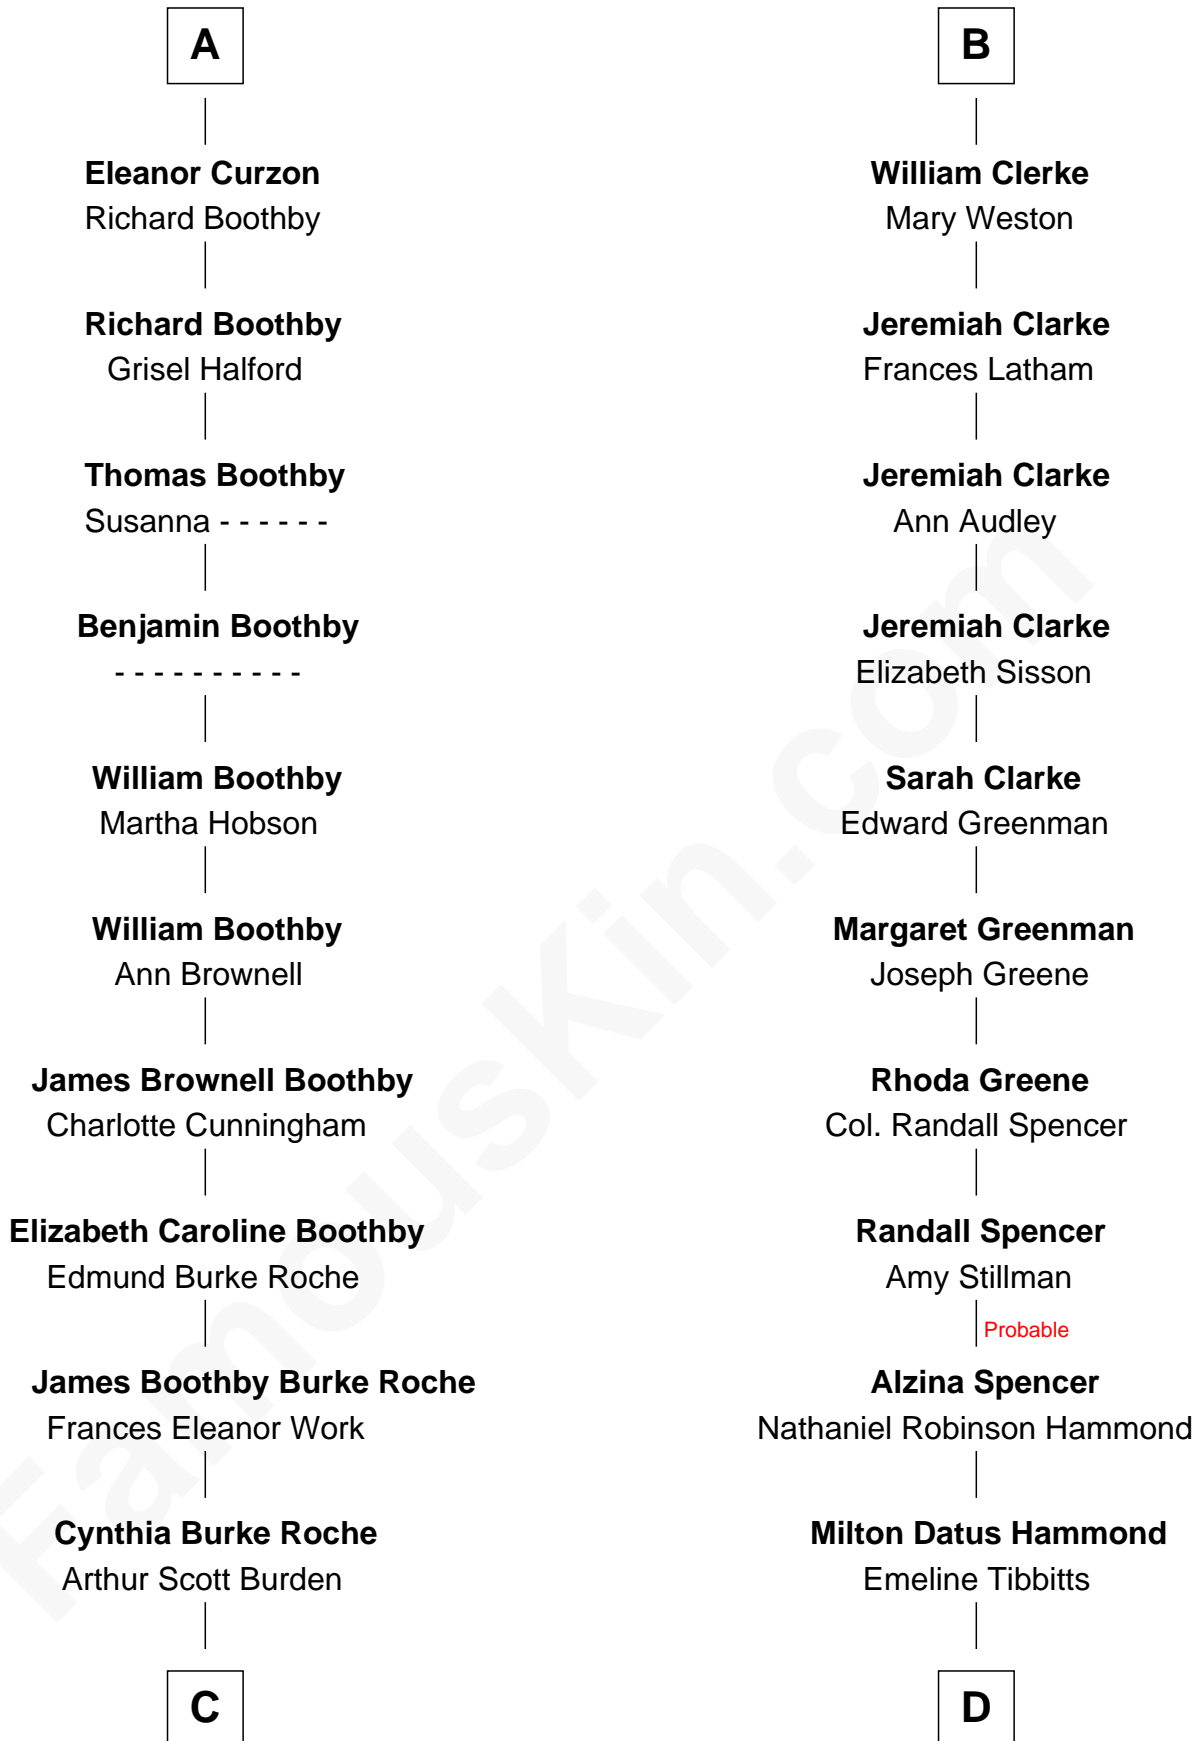 A
Eleanor Curzon
Richard Boothby
Richard Boothby
Grisel Halford
Thomas Boothby
Susanna - - - - - -
Benjamin Boothby
- - - - - - - - - -
William Boothby
Martha Hobson
William Boothby
Ann Brownell
James Brownell Boothby
Charlotte Cunningham
Elizabeth Caroline Boothby
Edmund Burke Roche
James Boothby Burke Roche
Frances Eleanor Work
Cynthia Burke Roche
Arthur Scott Burden
C
B
William Clerke
Mary Weston
Jeremiah Clarke
Frances Latham
Jeremiah Clarke
Ann Audley
Jeremiah Clarke
Elizabeth Sisson
Sarah Clarke
Edward Greenman
Margaret Greenman
Joseph Greene
Rhoda Greene
Col. Randall Spencer
Randall Spencer
Amy Stillman
Probable
Alzina Spencer
Nathaniel Robinson Hammond
Milton Datus Hammond
Emeline Tibbitts
D
FamousKin.com